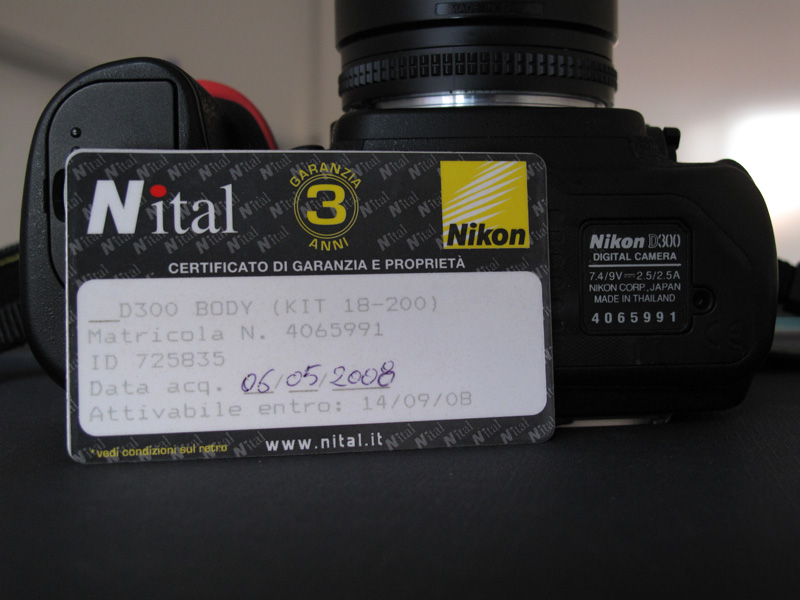 Nital
GARANZIA
3
ANNI
Nikon
CERTIFICATO DI GARANZIA E PROPRIETÀ
__D300 BODY (KIT 18-200)
Matricola N. 4065991
ID 725835
Data acq. 06/05/2008
Attivabile entro: 14/09/08
*vedi condizioni sul retro
www.nital.it
Nikon D300
DIGITAL CAMERA
7.4/9V⎓2.5/2.5A
NIKON CORP., JAPAN
MADE IN THAILAND
4065991